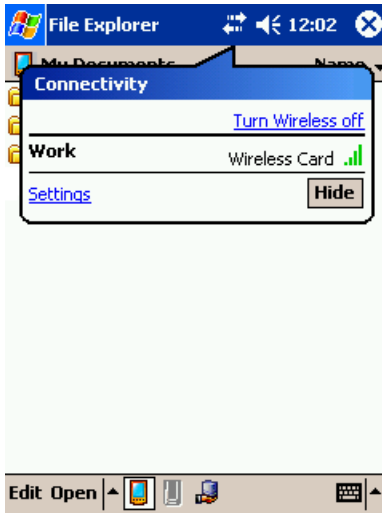 File Explorer 12:02
My Documents Name
Connectivity
Turn Wireless off
Work Wireless Card
Settings Hide
Edit Open